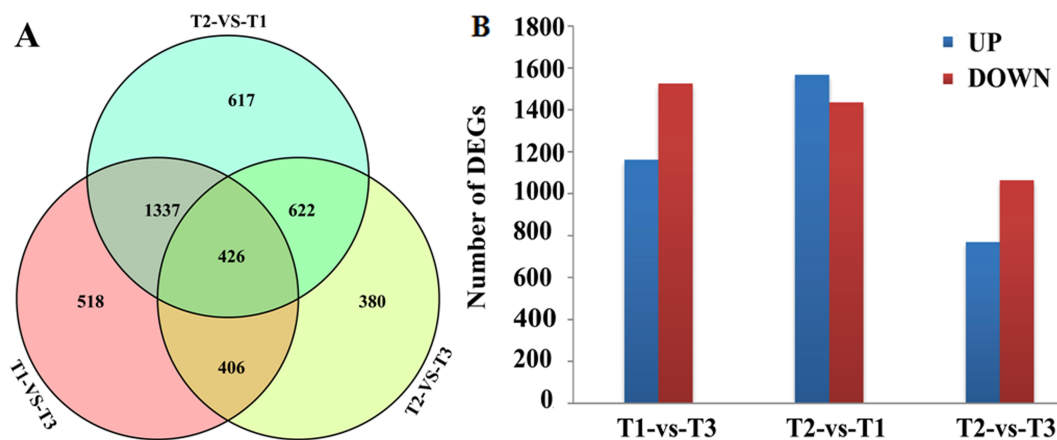 A
T2-VS-T1
617
1337
622
426
518
380
406
T1-VS-T3
T2-VS-T3
B
Number of DEGs
1800
1600
1400
1200
1000
800
600
400
200
0
UP
DOWN
T1-vs-T3
T2-vs-T1
T2-vs-T3